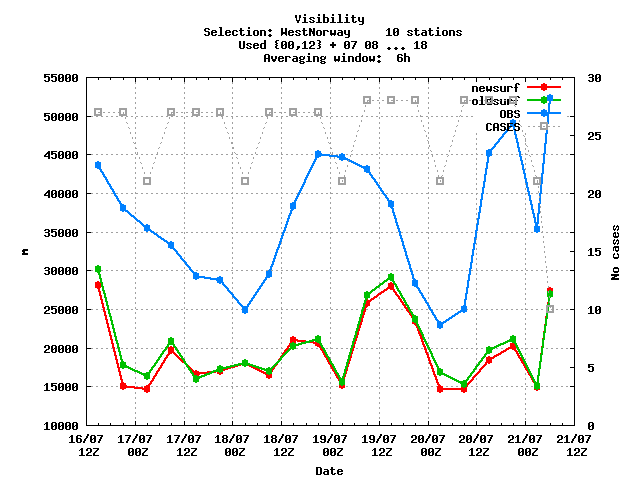 Visibility
Selection: WestNorway 10 stations
Used {00,12} + 07 08 ... 18
Averaging window: 6h
newsurf
oldsurf
OBS
CASES
55000
50000
45000
40000
35000
30000
25000
20000
15000
10000
30
25
20
15
10
5
0
m
No cases
16/07 12Z
17/07 00Z
17/07 12Z
18/07 00Z
18/07 12Z
19/07 00Z
19/07 12Z
20/07 00Z
20/07 12Z
21/07 00Z
21/07 12Z
Date